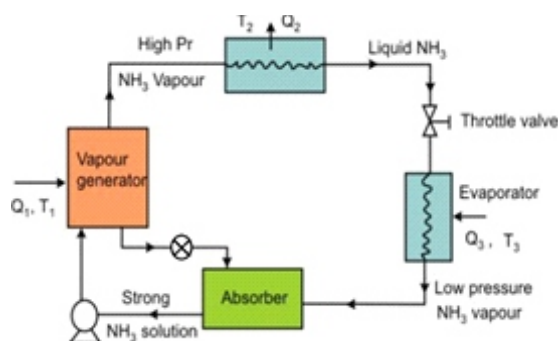 T₂ Q₂
High Pr
NH₃ Vapour
Liquid NH₃
Throttle valve
Vapour
generator
Q₁, T₁
Evaporator
Q₃ , T₃
Absorber
Strong
NH₃ solution
Low pressure
NH₃ vapour